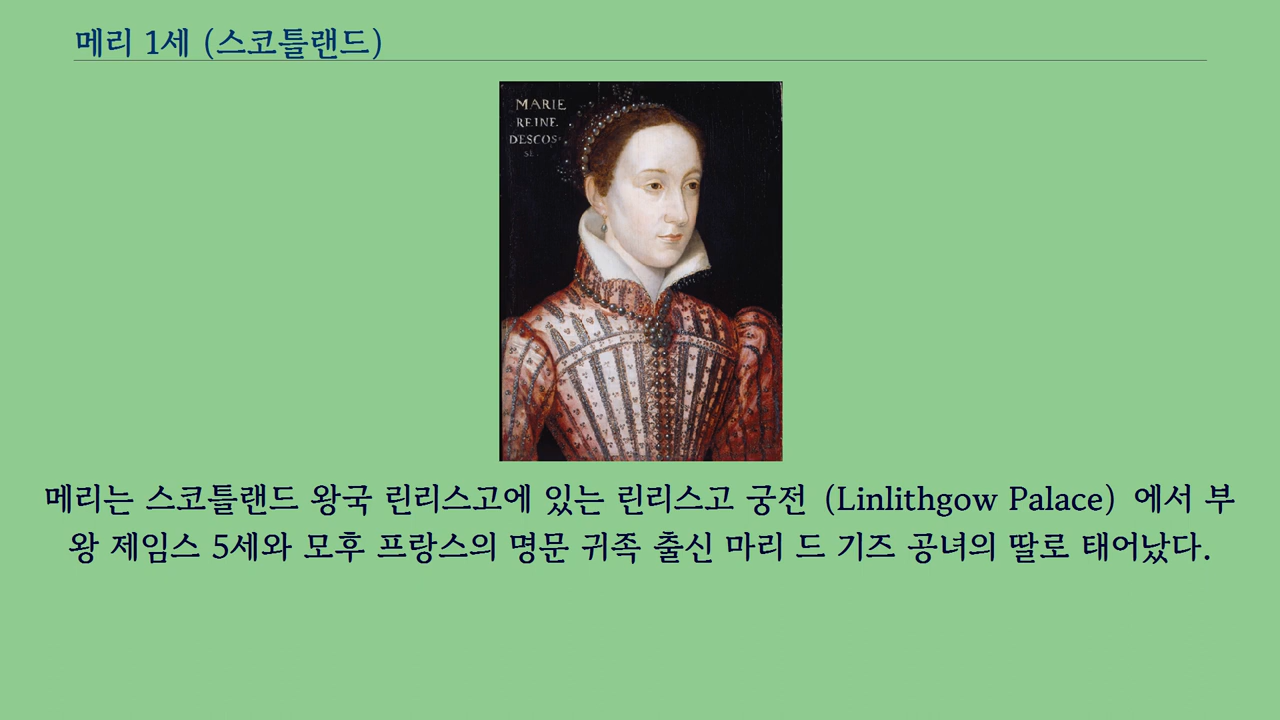 메리 1세 (스코틀랜드)
MARIE
REINE
DESCOS
SE
메리는 스코틀랜드 왕국 린리스고에 있는 린리스고 궁전 (Linlithgow Palace) 에서 부
왕 제임스 5세와 모후 프랑스의 명문 귀족 출신 마리 드 기즈 공녀의 딸로 태어났다.